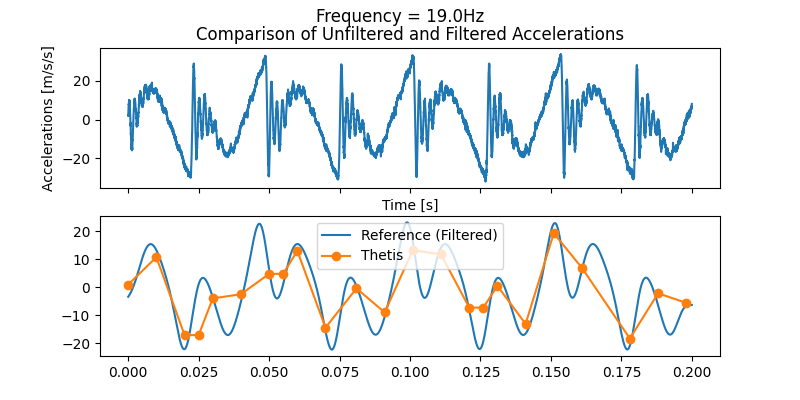 Frequency = 19.0Hz
Comparison of Unfiltered and Filtered Accelerations
Accelerations [m/s/s]
20
0
−20
Time [s]
20
10
0
−10
−20
Reference (Filtered)
Thetis
0.000 0.025 0.050 0.075 0.100 0.125 0.150 0.175 0.200